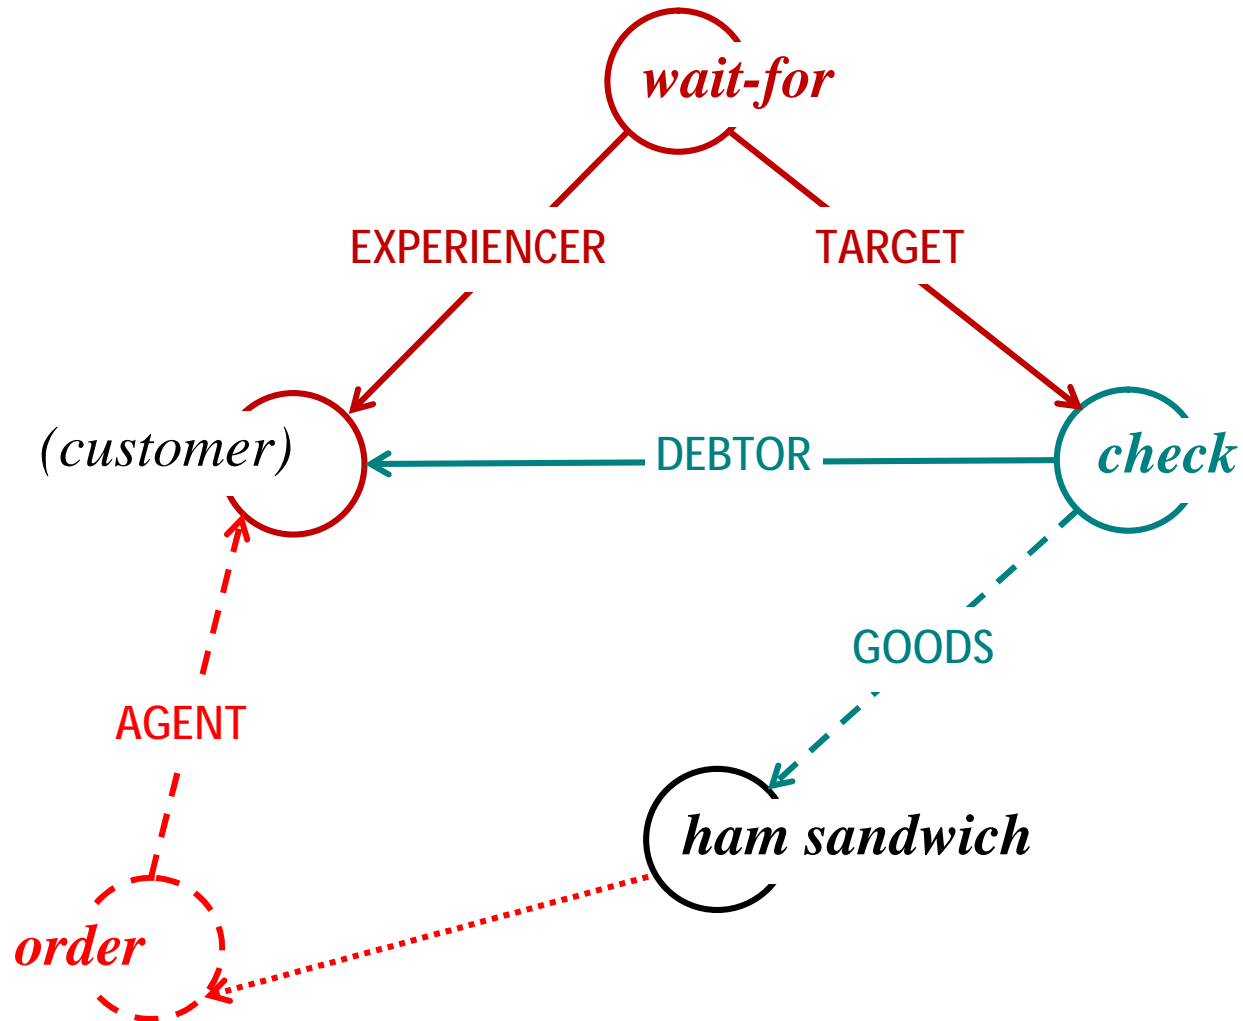 wait-for
EXPERIENCER
TARGET
(customer)
DEBTOR
check
GOODS
AGENT
ham sandwich
order